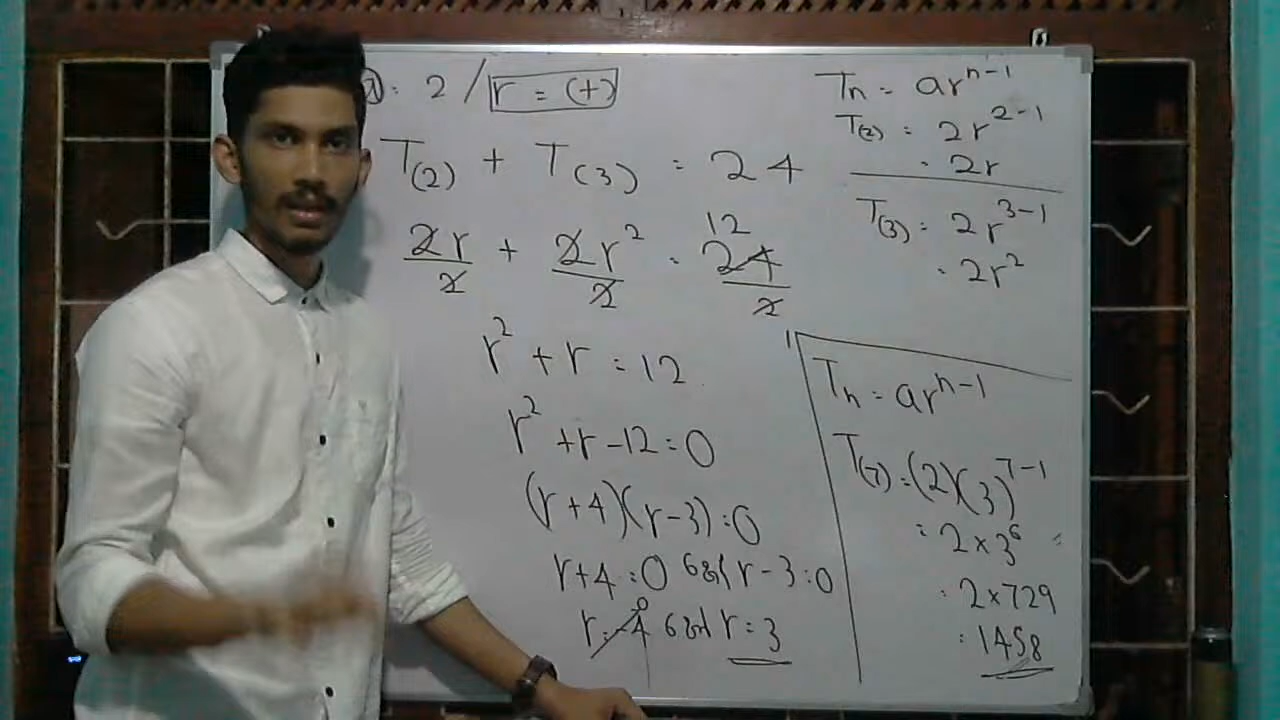 2 / r = (+)
T(2) + T(3) = 24
2r/2 + 2r²/2 = 24/2 12
r² + r = 12
r² + r - 12 = 0
(r + 4)(r - 3) = 0
r + 4 = 0 r - 3 = 0
r = -4 r = 3
Tn = arⁿ⁻¹
T(2) = 2r²⁻¹
= 2r
T(3) = 2r³⁻¹
= 2r²
Tn = arⁿ⁻¹
T(7) = (2)(3)⁷⁻¹
= 2×3⁶
= 2×729
= 1458